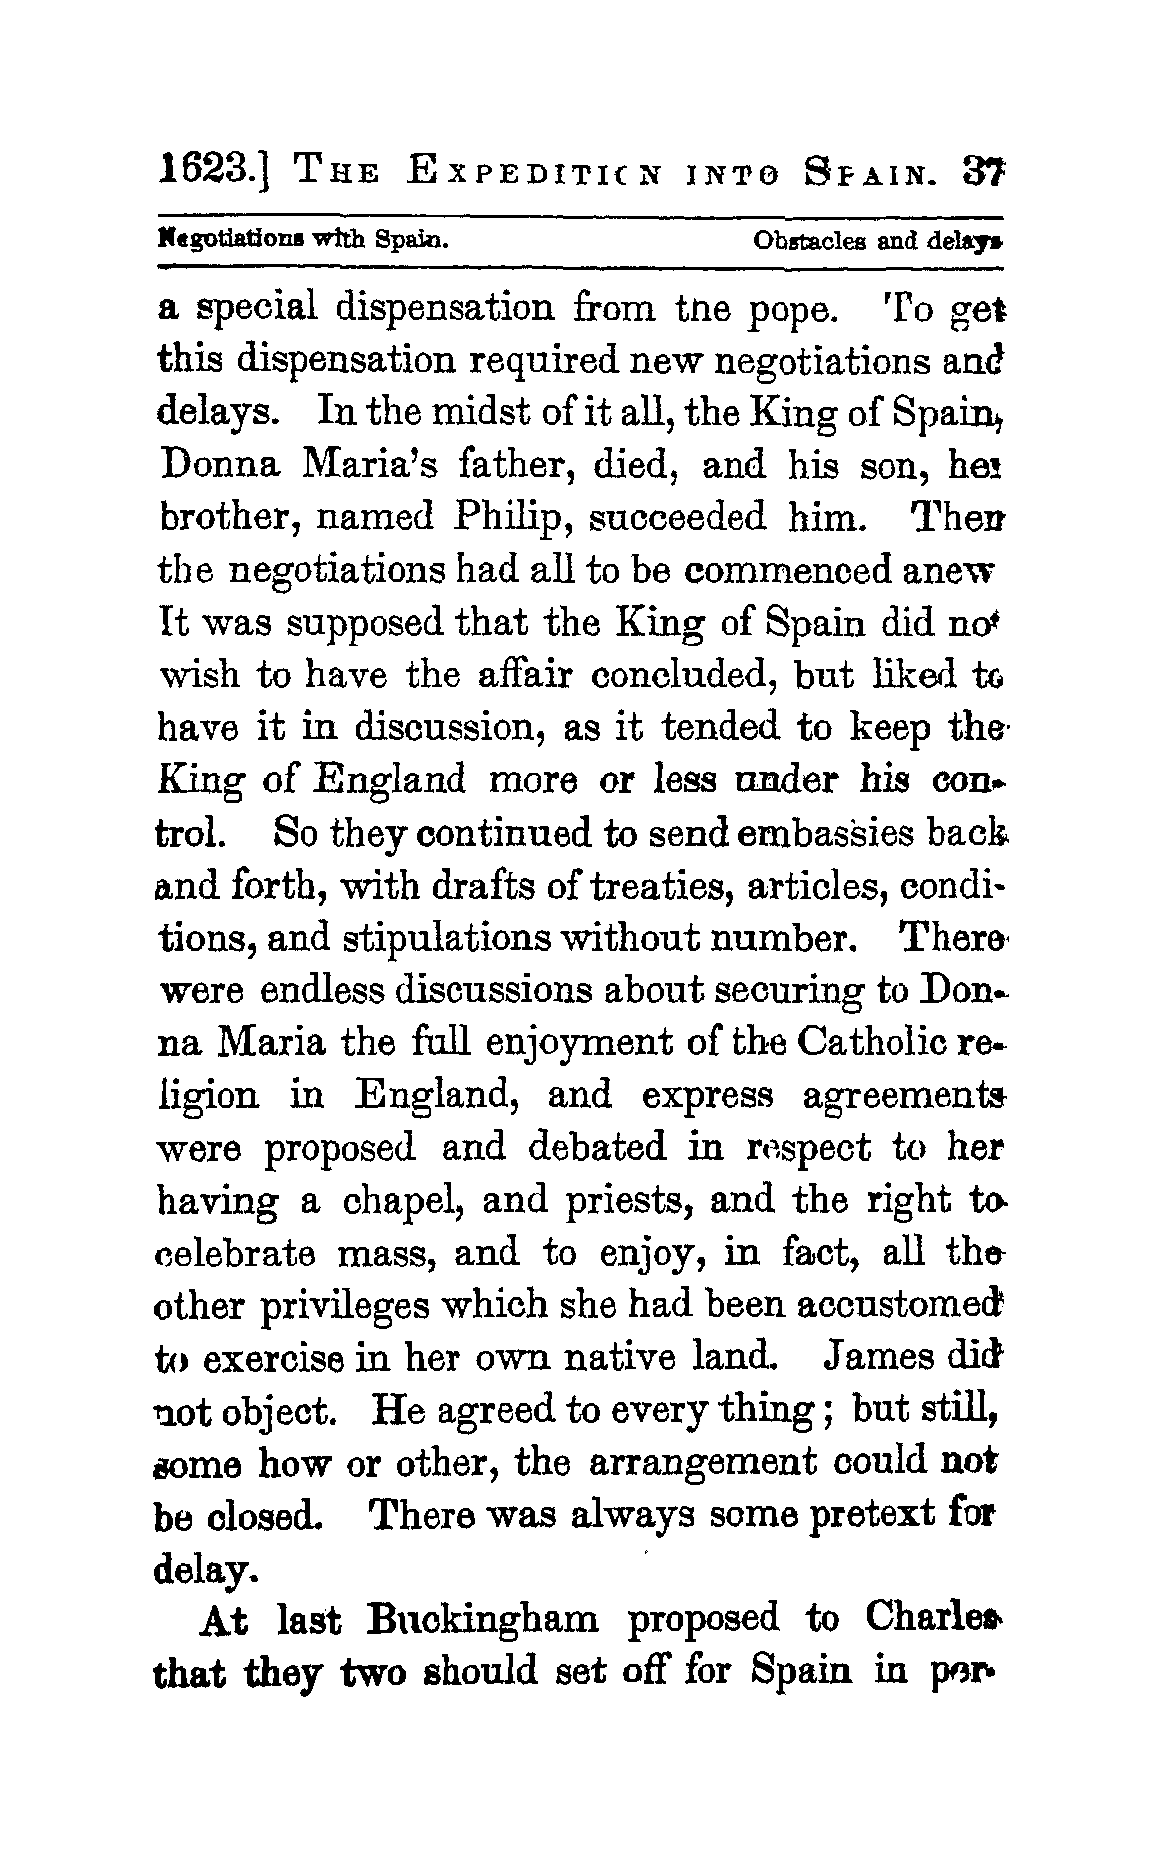 1623.] THE EXPEDITION INTO SPAIN. 37
Negotiations with Spain. Obstacles and delays
a special dispensation from the pope. To get
this dispensation required new negotiations and
delays. In the midst of it all, the King of Spain,
Donna Maria's father, died, and his son, her
brother, named Philip, succeeded him. Then
the negotiations had all to be commenced anew
It was supposed that the King of Spain did not
wish to have the affair concluded, but liked to
have it in discussion, as it tended to keep the
King of England more or less under his con-
trol. So they continued to send embassies back
and forth, with drafts of treaties, articles, condi-
tions, and stipulations without number. There
were endless discussions about securing to Don-
na Maria the full enjoyment of the Catholic re-
ligion in England, and express agreements
were proposed and debated in respect to her
having a chapel, and priests, and the right to
celebrate mass, and to enjoy, in fact, all the
other privileges which she had been accustomed
to exercise in her own native land. James did
not object. He agreed to every thing; but still,
some how or other, the arrangement could not
be closed. There was always some pretext for
delay.
At last Buckingham proposed to Charles
that they two should set off for Spain in per-